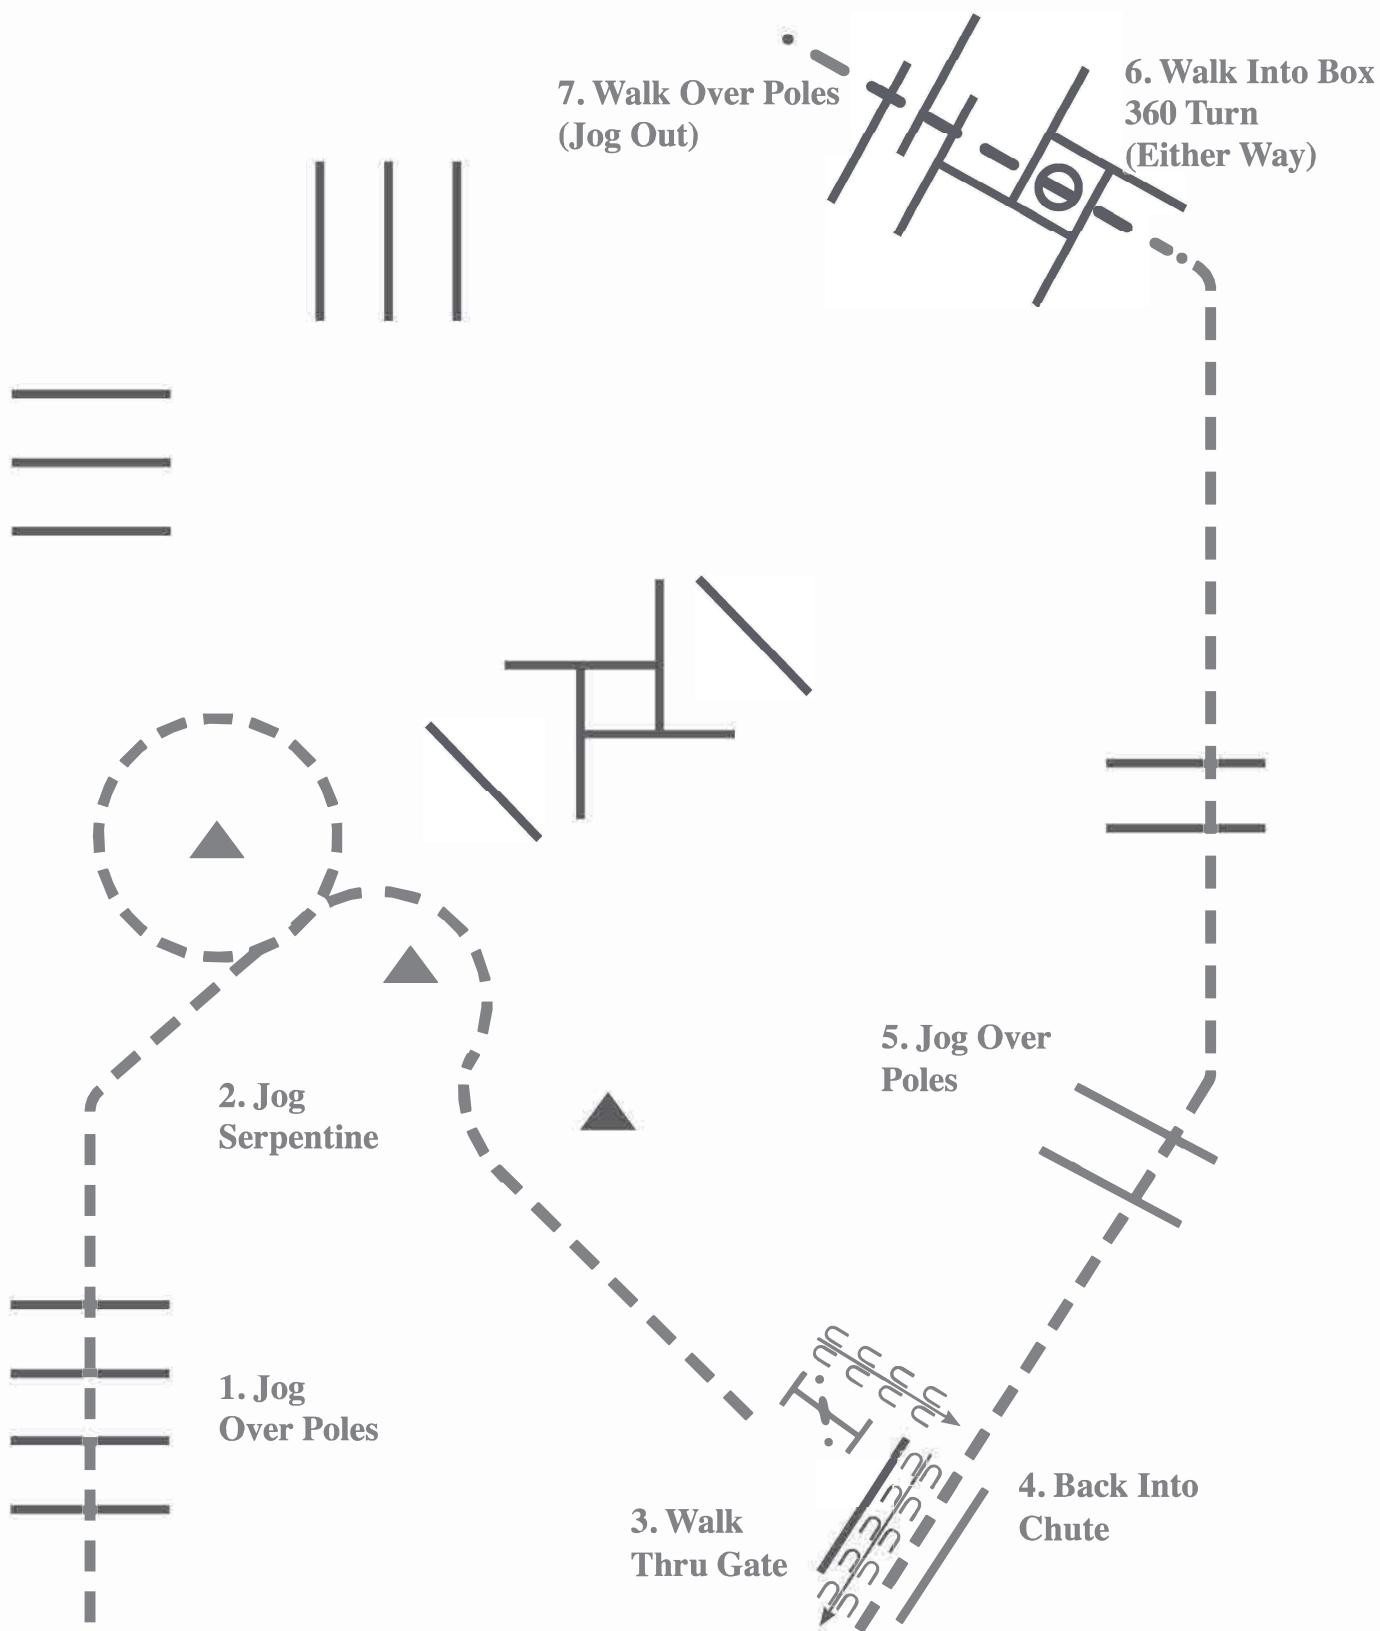 7. Walk Over Poles
(Jog Out)
6. Walk Into Box
360 Turn
(Either Way)
5. Jog Over
Poles
2. Jog
Serpentine
1. Jog
Over Poles
3. Walk
Thru Gate
4. Back Into
Chute